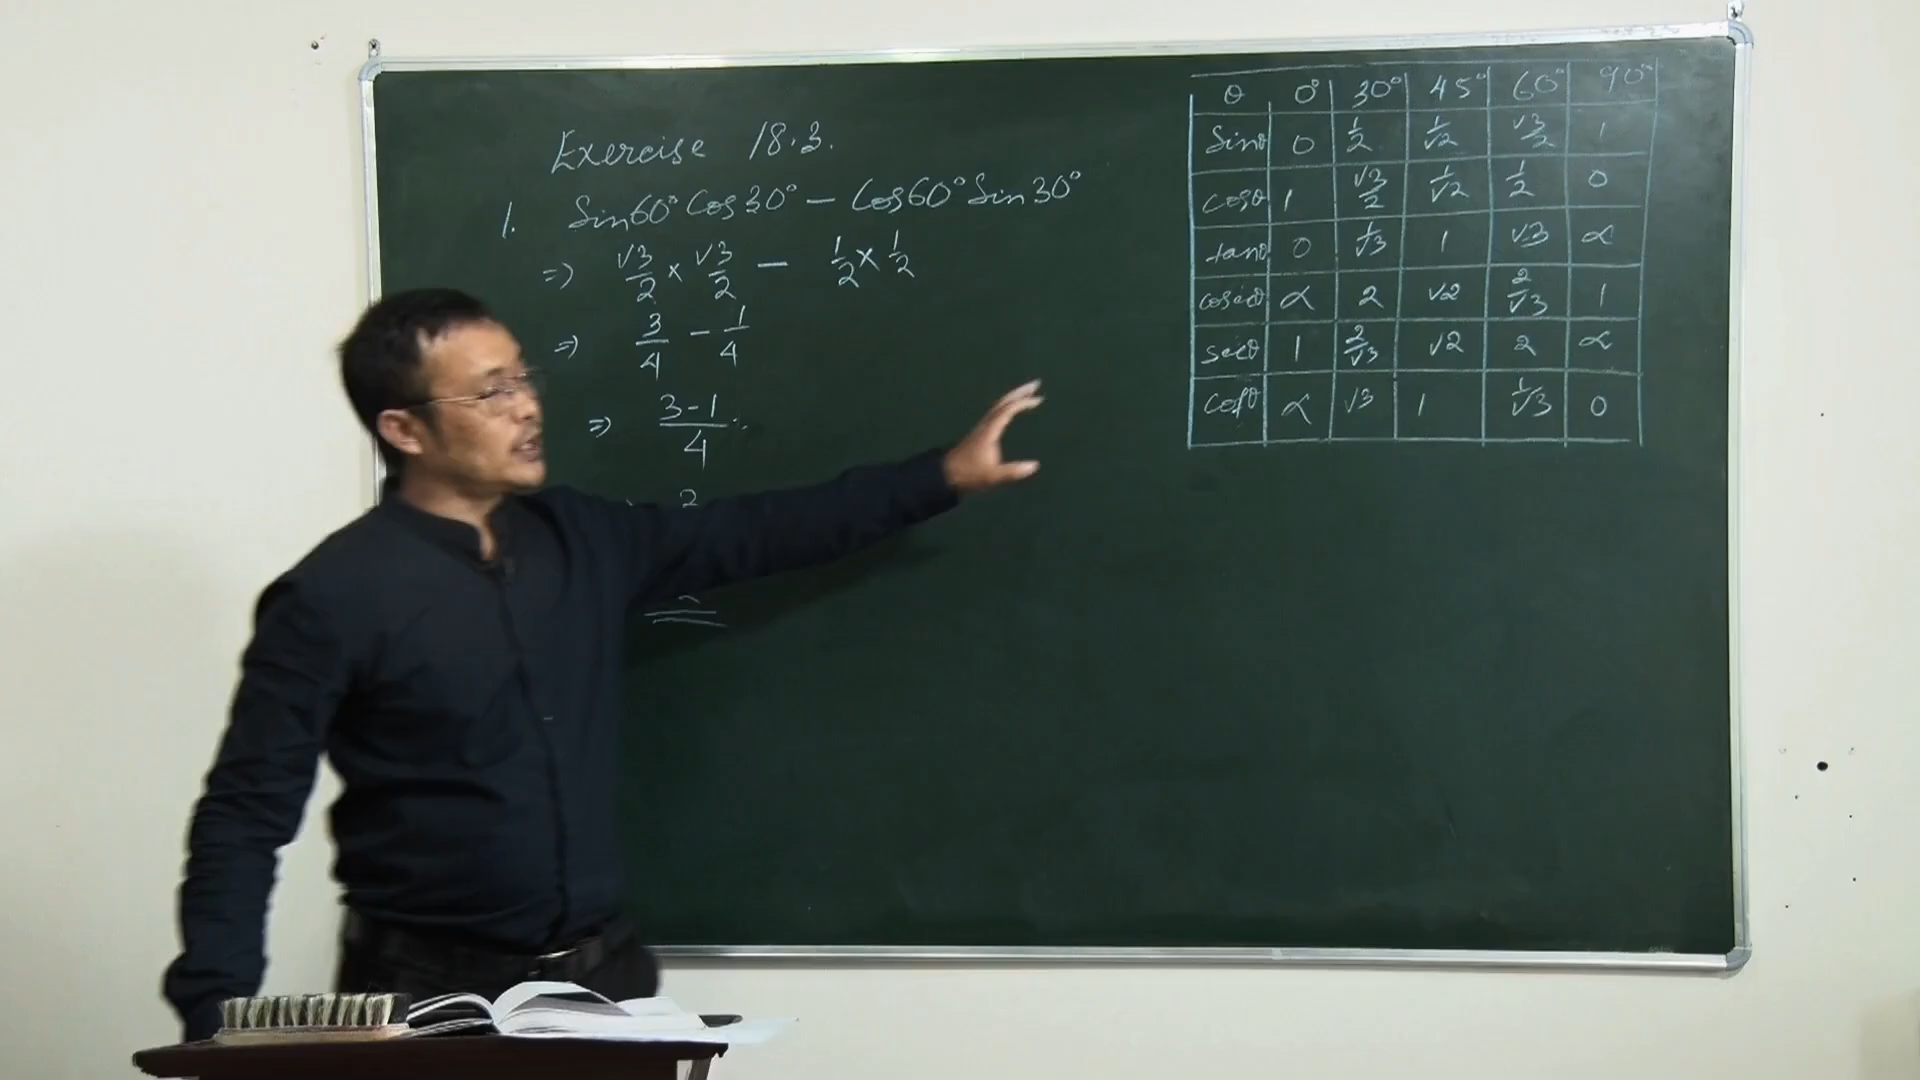 Exercise 18.3.
1. Sin60° Cos30° – Cos60° Sin30°
=) √3/2 × √3/2 – 1/2 × 1/2
=) 3/4 – 1/4
=) 3-1/4
2
θ 0° 30° 45° 60° 90°
Sinθ 0 1/2 1/√2 √3/2 1
Cosθ 1 √3/2 1/√2 1/2 0
tanθ 0 1/√3 1 √3 α
cosecθ α 2 √2 2/√3 1
secθ 1 2/√3 √2 2 α
Cotθ α √3 1 1/√3 0